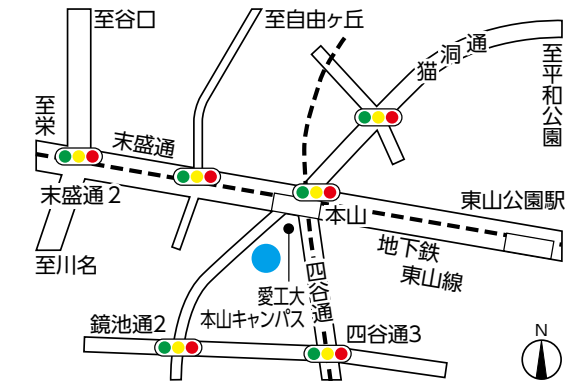 至谷口
至自由ヶ丘
猫洞通
至平和公園
至栄
末盛通
末盛通2
東山公園駅
本山
地下鉄
東山線
至川名
愛工大
本山キャンパス
四谷通
鏡池通2
四谷通3
N